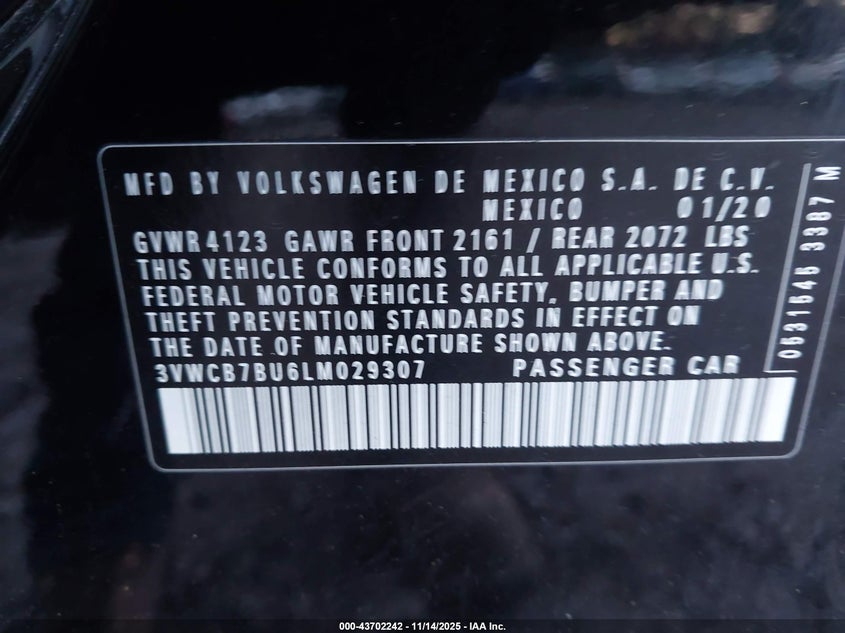 MFD BY VOLKSWAGEN DE MEXICO S.A. DE C.V.
MEXICO 01/20
GVWR 4123 GAWR FRONT 2161 / REAR 2072 LBS
THIS VEHICLE CONFORMS TO ALL APPLICABLE U.S.
FEDERAL MOTOR VEHICLE SAFETY, BUMPER AND
THEFT PREVENTION STANDARDS IN EFFECT ON
THE DATE OF MANUFACTURE SHOWN ABOVE.
3VWCB7BU6LM029307 PASSENGER CAR
0531545 3387 M
000-43702242 - 11/14/2025 - IAA Inc.